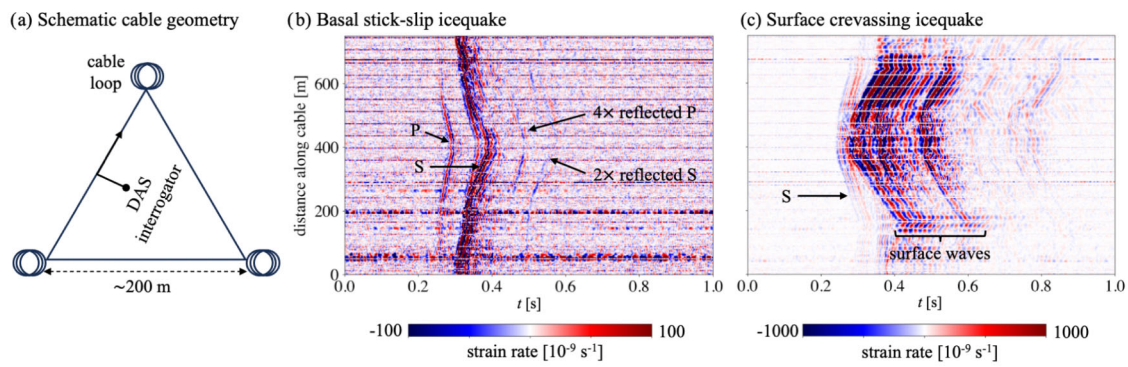 (a) Schematic cable geometry
cable
loop
DAS
interrogator
~200 m
(b) Basal stick-slip icequake
distance along cable [m]
600
400
200
0
P
S
4× reflected P
2× reflected S
0.0 0.2 0.4 0.6 0.8 1.0
t [s]
-100 100
strain rate [10⁻⁹ s⁻¹]
(c) Surface crevassing icequake
S
surface waves
0.0 0.2 0.4 0.6 0.8 1.0
t [s]
-1000 1000
strain rate [10⁻⁹ s⁻¹]